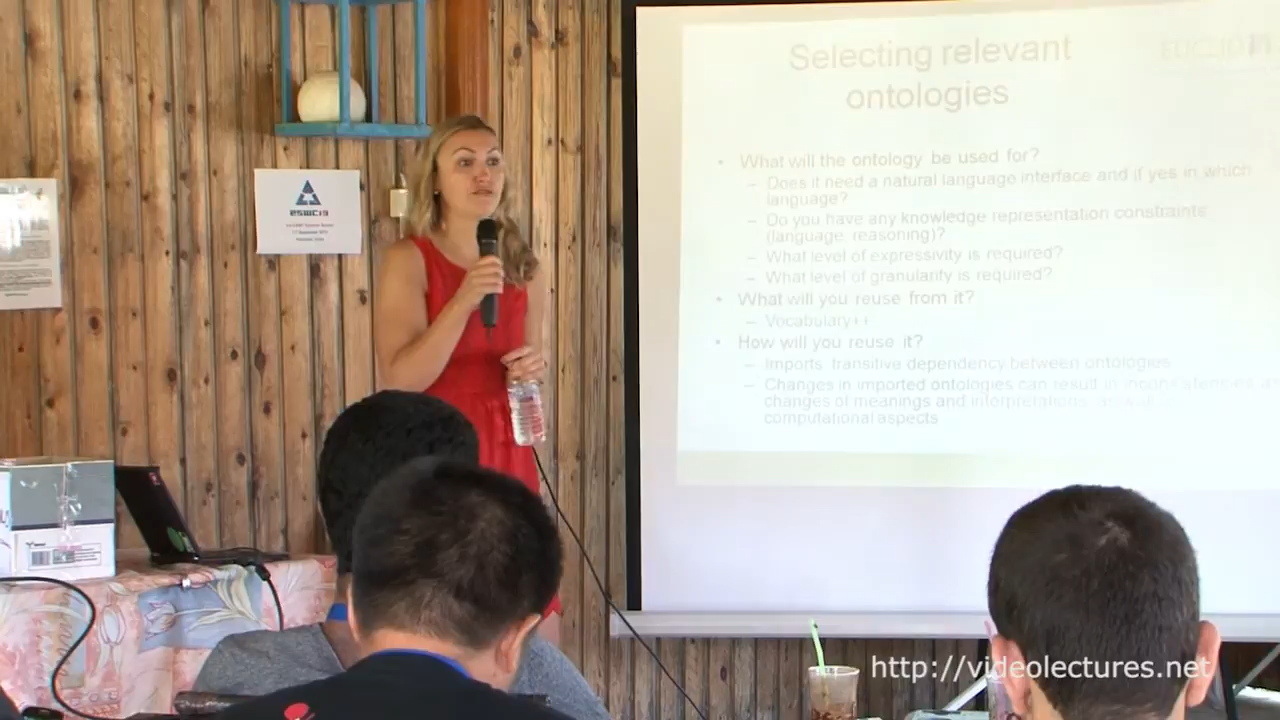 Selecting relevant
ontologies
EUCLID
• What will the ontology be used for?
– Does it need a natural language interface and if yes in which
language?
– Do you have any knowledge representation constraints
(language, reasoning)?
– What level of expressivity is required?
– What level of granularity is required?
• What will you reuse from it?
– Vocabulary++
• How will you reuse it?
– Imports: transitive dependency between ontologies
– Changes in imported ontologies can result in inconsistencies
changes of meanings and interpretations, as well
computational aspects
ESWC13
http://videolectures.net